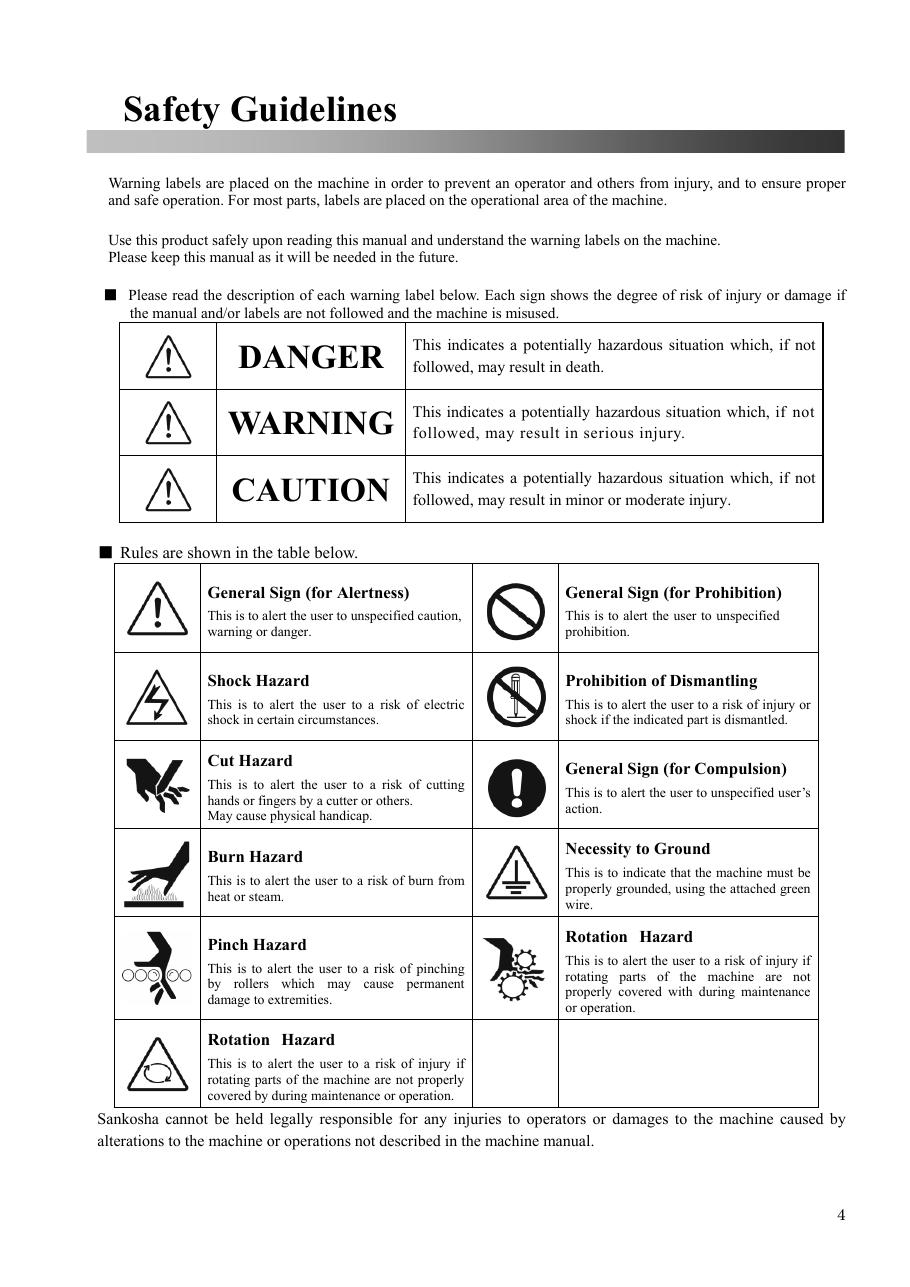 Safety Guidelines
Warning labels are placed on the machine in order to prevent an operator and others from injury, and to ensure proper
and safe operation. For most parts, labels are placed on the operational area of the machine.
Use this product safely upon reading this manual and understand the warning labels on the machine.
Please keep this manual as it will be needed in the future.
■ Please read the description of each warning label below. Each sign shows the degree of risk of injury or damage if
the manual and/or labels are not followed and the machine is misused.
DANGER
This indicates a potentially hazardous situation which, if not
followed, may result in death.
WARNING
This indicates a potentially hazardous situation which, if not
followed, may result in serious injury.
CAUTION
This indicates a potentially hazardous situation which, if not
followed, may result in minor or moderate injury.
■ Rules are shown in the table below.
General Sign (for Alertness)
This is to alert the user to unspecified caution,
warning or danger.
General Sign (for Prohibition)
This is to alert the user to unspecified
prohibition.
Shock Hazard
This is to alert the user to a risk of electric
shock in certain circumstances.
Prohibition of Dismantling
This is to alert the user to a risk of injury or
shock if the indicated part is dismantled.
Cut Hazard
This is to alert the user to a risk of cutting
hands or fingers by a cutter or others.
May cause physical handicap.
General Sign (for Compulsion)
This is to alert the user to unspecified user's
action.
Burn Hazard
This is to alert the user to a risk of burn from
heat or steam.
Necessity to Ground
This is to indicate that the machine must be
properly grounded, using the attached green
wire.
Pinch Hazard
This is to alert the user to a risk of pinching
by rollers which may cause permanent
damage to extremities.
Rotation Hazard
This is to alert the user to a risk of injury if
rotating parts of the machine are not
properly covered with during maintenance
or operation.
Rotation Hazard
This is to alert the user to a risk of injury if
rotating parts of the machine are not properly
covered by during maintenance or operation.
Sankosha cannot be held legally responsible for any injuries to operators or damages to the machine caused by
alterations to the machine or operations not described in the machine manual.
4